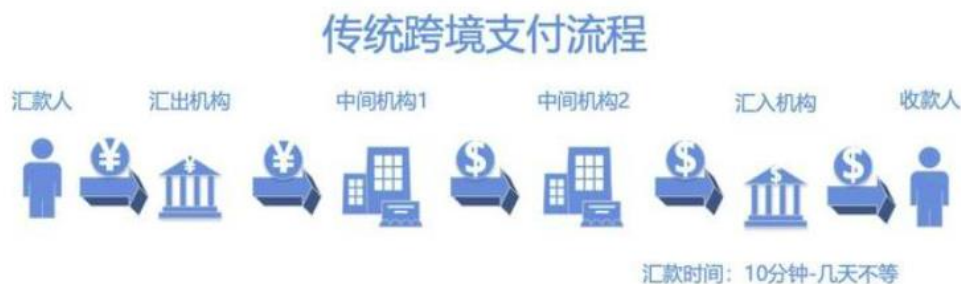 传统跨境支付流程
汇款人 汇出机构 中间机构1 中间机构2 汇入机构 收款人
¥ ¥ ¥ $ $ $ $
汇款时间：10分钟-几天不等